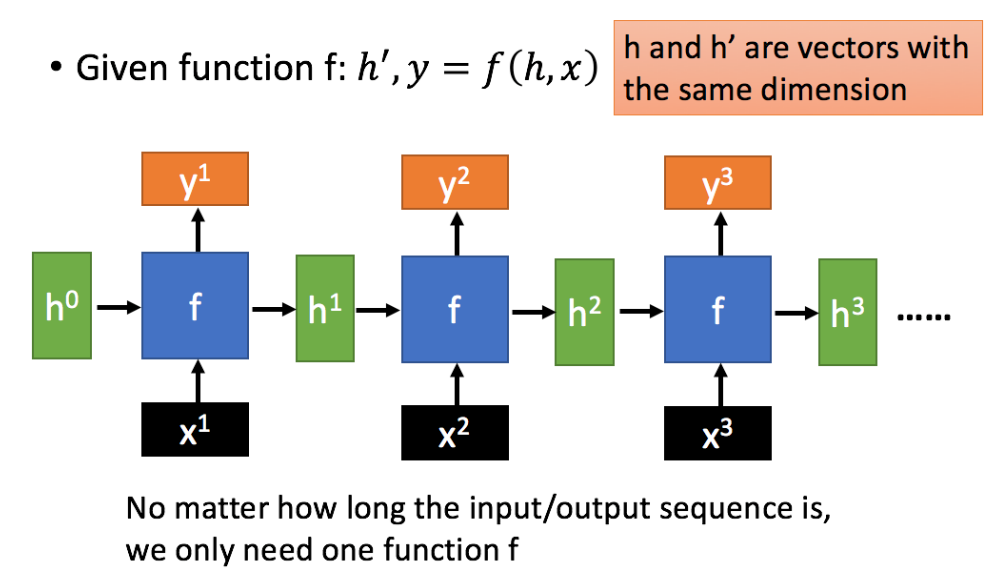 • Given function f: h', y = f(h, x)
h and h’ are vectors with
the same dimension
y¹ y² y³
h⁰ f h¹ f h² f h³ ......
x¹ x² x³
No matter how long the input/output sequence is,
we only need one function f